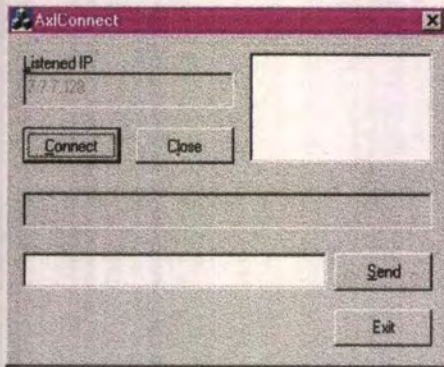 AxlConnect
Listened IP
7.7.7.128
Connect
Close
Send
Exit